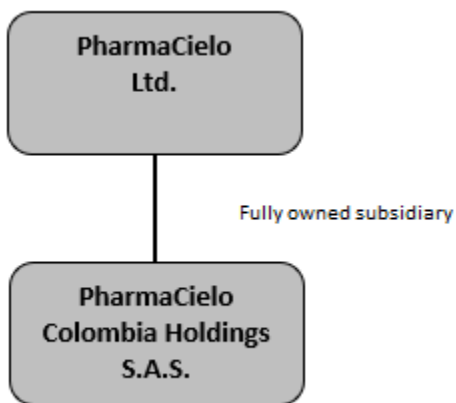 PharmaCielo
Ltd.
Fully owned subsidiary
PharmaCielo
Colombia Holdings
S.A.S.